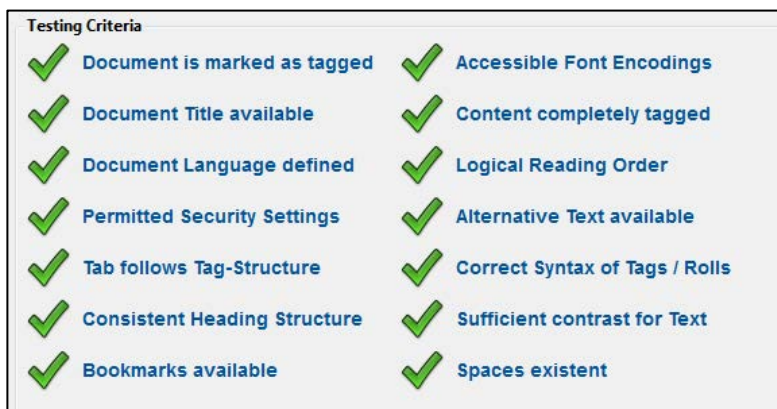 Testing Criteria
Document is marked as tagged
Document Title available
Document Language defined
Permitted Security Settings
Tab follows Tag-Structure
Consistent Heading Structure
Bookmarks available
Accessible Font Encodings
Content completely tagged
Logical Reading Order
Alternative Text available
Correct Syntax of Tags / Rolls
Sufficient contrast for Text
Spaces existent